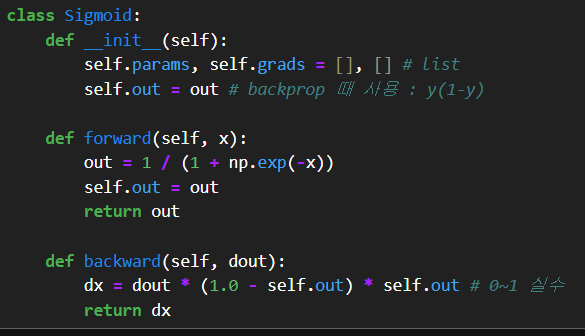 class Sigmoid:
    def __init__(self):
        self.params, self.grads = [], [] # list
        self.out = out # backprop 때 사용 : y(1-y)

    def forward(self, x):
        out = 1 / (1 + np.exp(-x))
        self.out = out
        return out

    def backward(self, dout):
        dx = dout * (1.0 - self.out) * self.out # 0~1 실수
        return dx